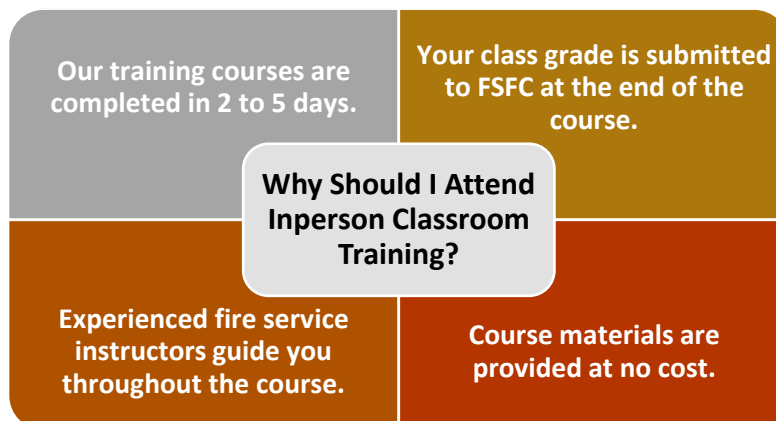 Our training courses are
completed in 2 to 5 days.
Your class grade is submitted
to FSFC at the end of the
course.
Why Should I Attend
Inperson Classroom
Training?
Experienced fire service
instructors guide you
throughout the course.
Course materials are
provided at no cost.